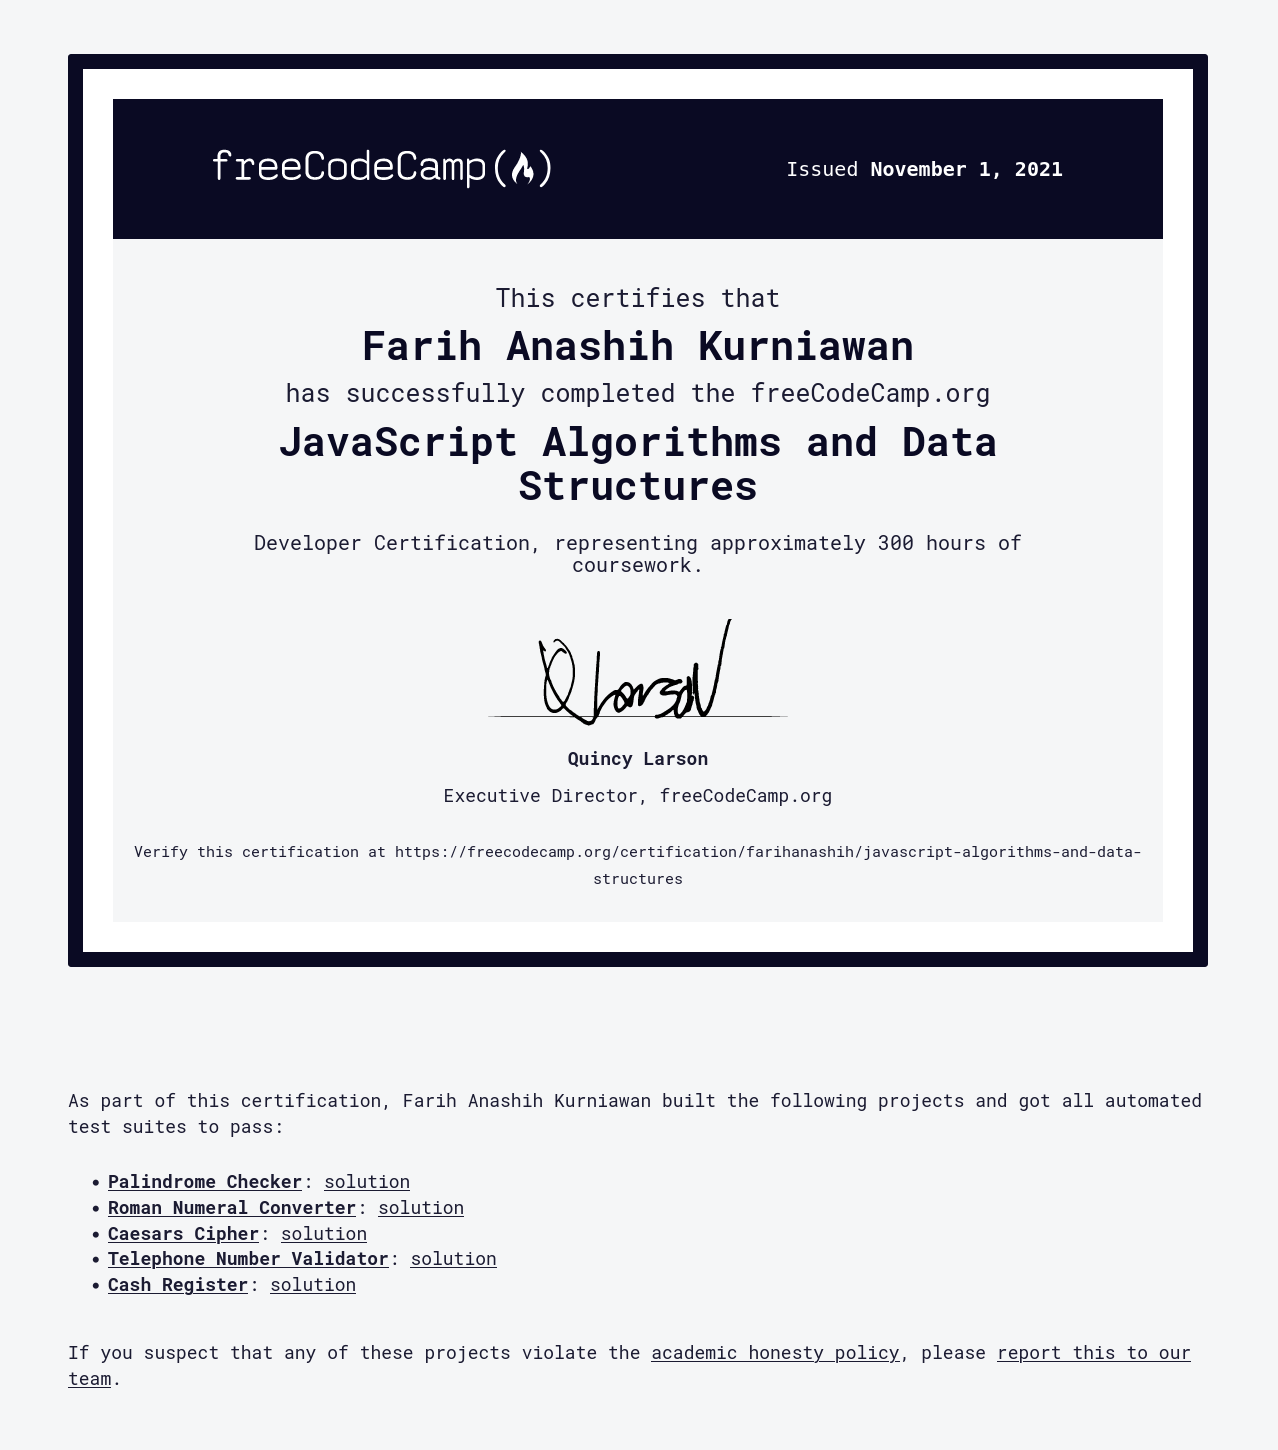 freeCodeCamp
Issued November 1, 2021
This certifies that
Farih Anashih Kurniawan
has successfully completed the freeCodeCamp.org
JavaScript Algorithms and Data
Structures
Developer Certification, representing approximately 300 hours of
coursework.
Quincy Larson
Executive Director, freeCodeCamp.org
Verify this certification at https://freecodecamp.org/certification/farihanashih/javascript-algorithms-and-data-
structures
As part of this certification, Farih Anashih Kurniawan built the following projects and got all automated
test suites to pass:
• Palindrome Checker: solution
• Roman Numeral Converter: solution
• Caesars Cipher: solution
• Telephone Number Validator: solution
• Cash Register: solution
If you suspect that any of these projects violate the academic honesty policy, please report this to our
team.